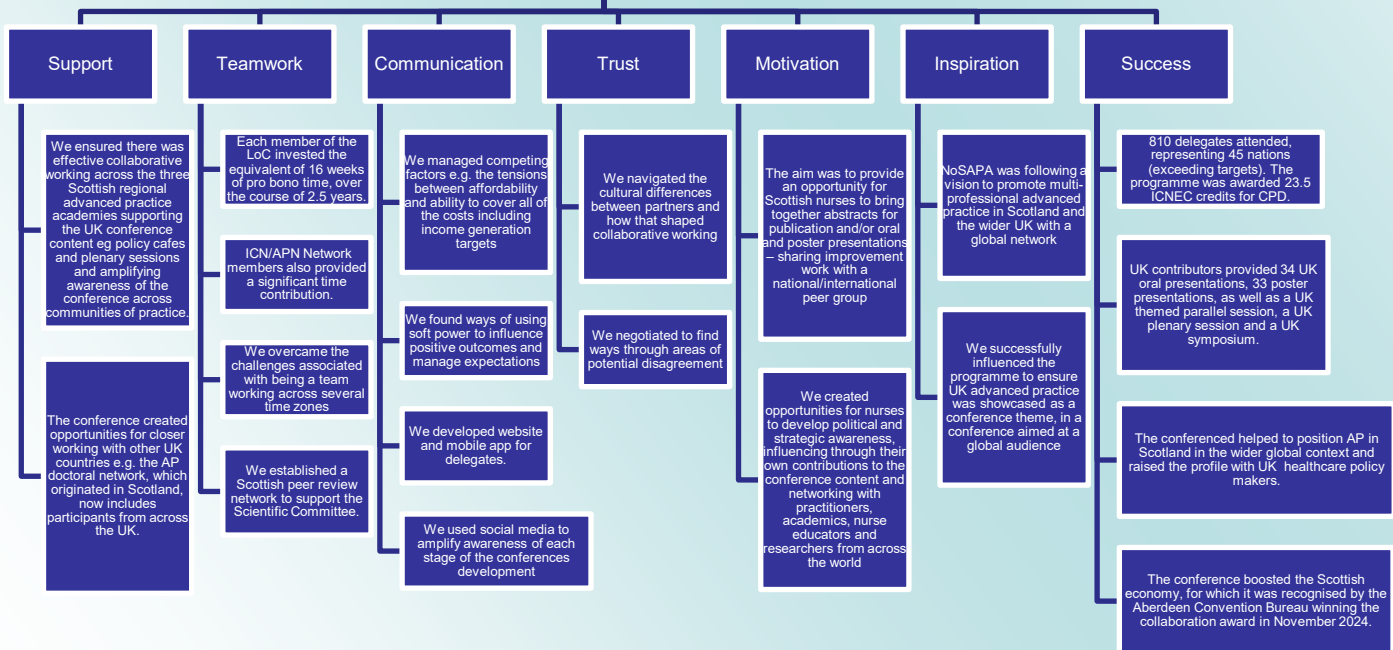 Support
We ensured there was
effective collaborative
working across the three
Scottish regional
advanced practice
academies supporting
the UK conference
content eg policy cafes
and plenary sessions
and amplifying
awareness of the
conference across
communities of practice.
The conference created
opportunities for closer
working with other UK
countries e.g. the AP
doctoral network, which
originated in Scotland,
now includes
participants from across
the UK.
Teamwork
Each member of the
LoC invested the
equivalent of 16 weeks
of pro bono time, over
the course of 2.5 years.
ICN/APN Network
members also provided
a significant time
contribution.
We overcame the
challenges associated
with being a team
working across several
time zones
We established a
Scottish peer review
network to support the
Scientific Committee.
Communication
We managed competing
factors e.g. the tensions
between affordability
and ability to cover all of
the costs including
income generation
targets
We found ways of using
soft power to influence
positive outcomes and
manage expectations
We developed website
and mobile app for
delegates.
We used social media to
amplify awareness of each
stage of the conferences
development
Trust
We navigated the
cultural differences
between partners and
how that shaped
collaborative working
We negotiated to find
ways through areas of
potential disagreement
Motivation
The aim was to provide
an opportunity for
Scottish nurses to bring
together abstracts for
publication and/or oral
and poster presentations
– sharing improvement
work with a
national/international
peer group
We created
opportunities for nurses
to develop political and
strategic awareness,
influencing through their
own contributions to the
conference content and
networking with
practitioners,
academics, nurse
educators and
researchers from across
the world
Inspiration
NoSAPA was following a
vision to promote multi-
professional advanced
practice in Scotland and
the wider UK with a
global network
We successfully
influenced the
programme to ensure
UK advanced practice
was showcased as a
conference theme, in a
conference aimed at a
global audience
Success
810 delegates attended,
representing 45 nations
(exceeding targets). The
programme was awarded 23.5
ICNEC credits for CPD.
UK contributors provided 34 UK
oral presentations, 33 poster
presentations, as well as a UK
themed parallel session, a UK
plenary session and a UK
symposium.
The conferenced helped to position AP in
Scotland in the wider global context and
raised the profile with UK healthcare policy
makers.
The conference boosted the Scottish
economy, for which it was recognised by the
Aberdeen Convention Bureau winning the
collaboration award in November 2024.